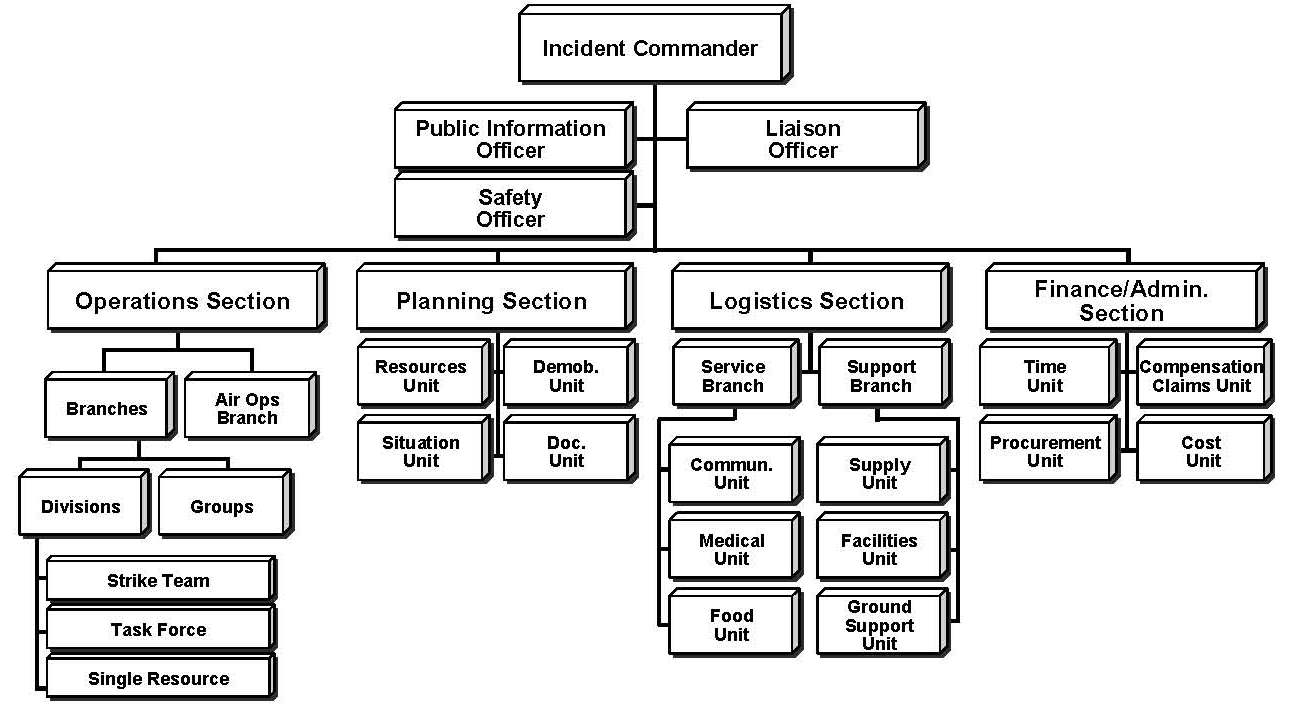 Incident Commander
Public Information
Officer
Liaison
Officer
Safety
Officer
Operations Section
Planning Section
Logistics Section
Finance/Admin.
Section
Resources
Unit
Demob.
Unit
Service
Branch
Support
Branch
Time
Unit
Compensation
Claims Unit
Branches
Air Ops
Branch
Situation
Unit
Doc.
Unit
Procurement
Unit
Cost
Unit
Commun.
Unit
Supply
Unit
Divisions
Groups
Medical
Unit
Facilities
Unit
Strike Team
Task Force
Single Resource
Food
Unit
Ground
Support
Unit